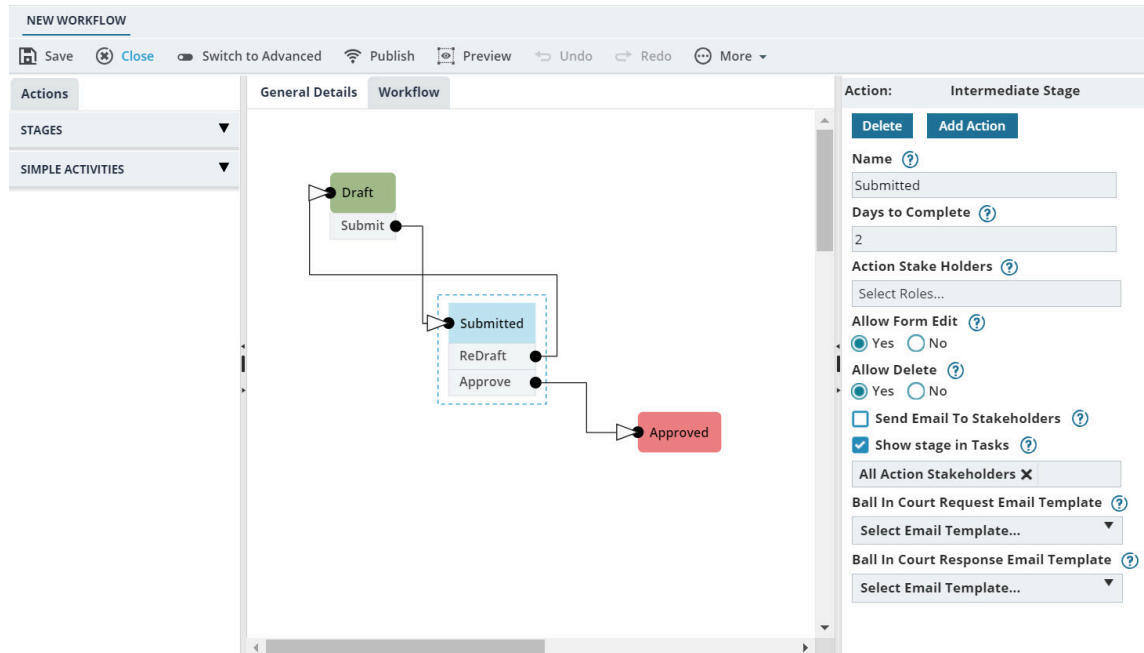 NEW WORKFLOW
Save Close Switch to Advanced Publish Preview Undo Redo More
Actions
STAGES
SIMPLE ACTIVITIES
General Details Workflow
Draft
Submit
Submitted
ReDraft
Approve
Approved
Action: Intermediate Stage
Delete Add Action
Name ?
Submitted
Days to Complete ?
2
Action Stake Holders ?
Select Roles...
Allow Form Edit ?
Yes No
Allow Delete ?
Yes No
Send Email To Stakeholders ?
Show stage in Tasks ?
All Action Stakeholders X
Ball In Court Request Email Template ?
Select Email Template...
Ball In Court Response Email Template ?
Select Email Template...